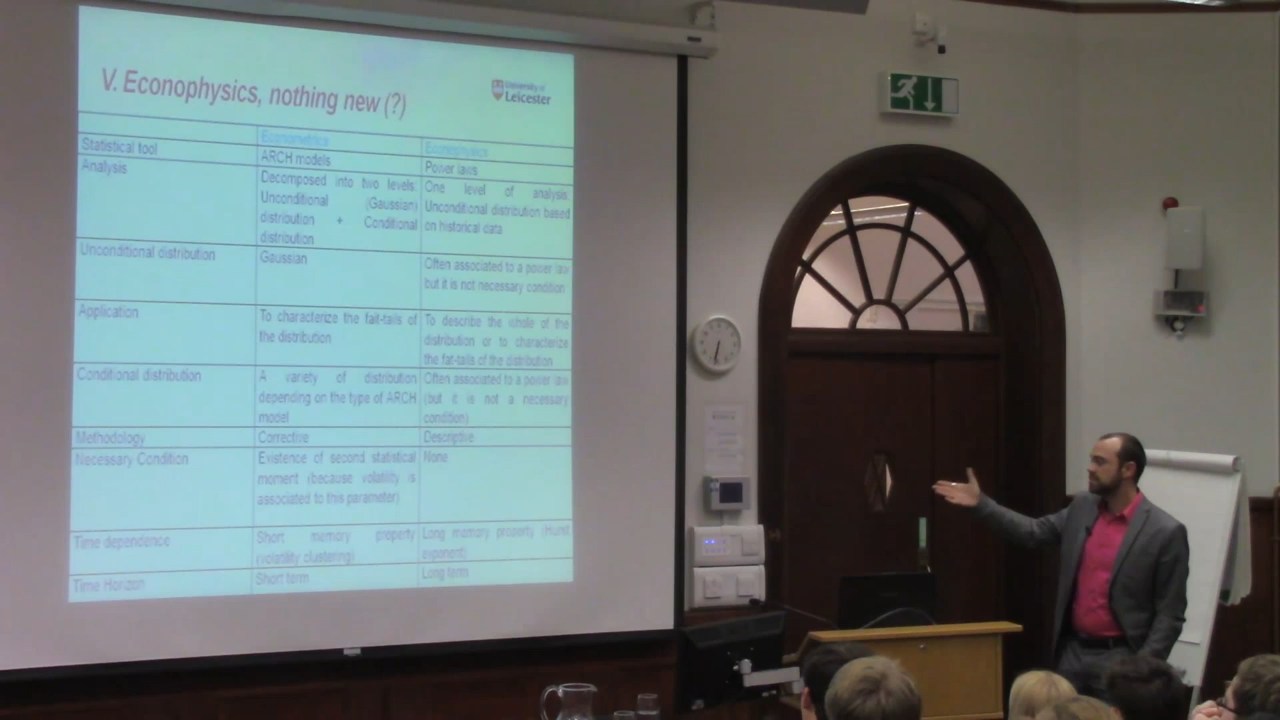 V. Econophysics, nothing new (?)
University of
Leicester
Econometrics
Econophysics
Statistical tool
ARCH models
Power laws
Analysis
Decomposed into two levels:
Unconditional (Gaussian)
distribution + Conditional
distribution
One level of analysis:
Unconditional distribution based
on historical data
Unconditional distribution
Gaussian
Often associated to a power law
but it is not necessary condition
Application
To characterize the fait-tails of
the distribution
To describe the whole of the
distribution or to characterize
the fat-tails of the distribution
Conditional distribution
A variety of distribution
depending on the type of ARCH
model
Often associated to a power law
(but it is not a necessary
condition)
Methodology
Corrective
Descriptive
Necessary Condition
Existence of second statistical
moment (because volatility is
associated to this parameter)
None
Time dependence
Short memory property
(volatility clustering)
Long memory property (Hurst
exponent)
Time Horizon
Short term
Long term